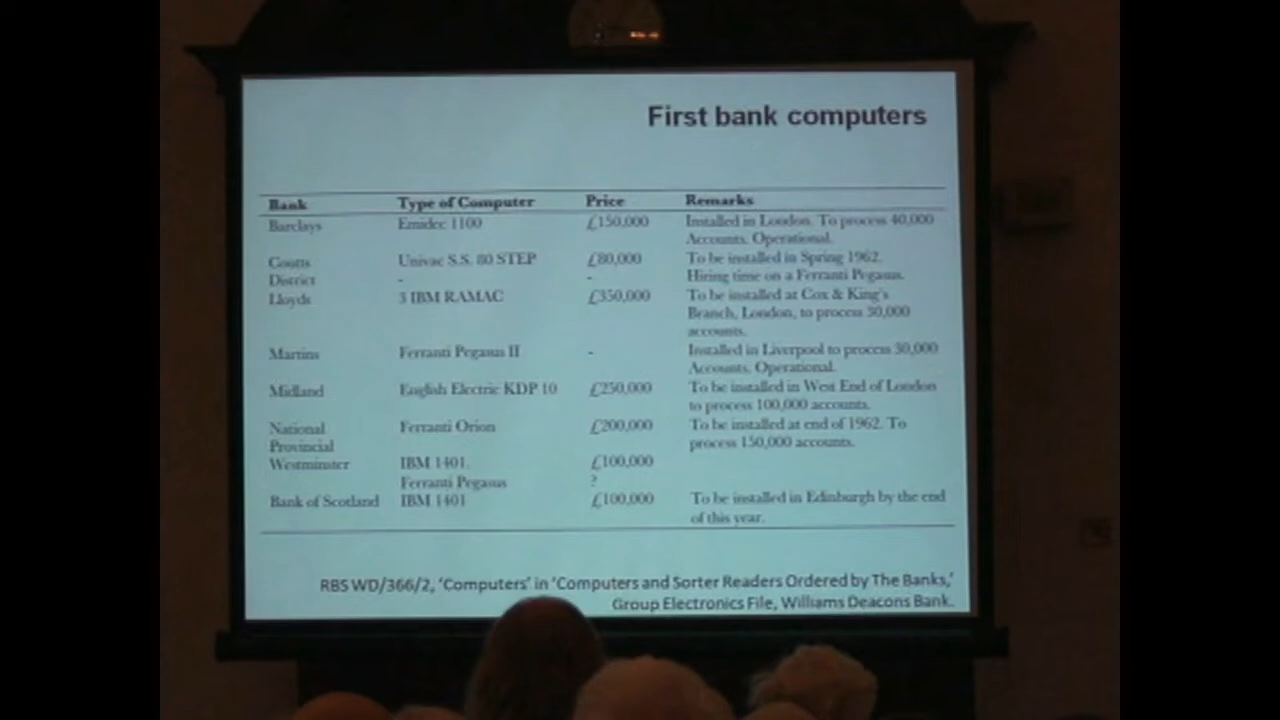 First bank computers
Bank Type of Computer Price Remarks
Barclays Emidec 1100 £150,000 Installed in London. To process 40,000
Accounts. Operational.
Coutts Univac S.S. 80 STEP £80,000 To be installed in Spring 1962.
District - - Hiring time on a Ferranti Pegasus.
Lloyds 3 IBM RAMAC £350,000 To be installed at Cox & King's
Branch, London, to process 30,000
accounts.
Martins Ferranti Pegasus II - Installed in Liverpool to process 30,000
Accounts. Operational.
Midland English Electric KDP 10 £250,000 To be installed in West End of London
to process 100,000 accounts.
National Ferranti Orion £200,000 To be installed at end of 1962. To
Provincial process 150,000 accounts.
Westminster IBM 1401. £100,000
Ferranti Pegasus ?
Bank of Scotland IBM 1401 £100,000 To be installed in Edinburgh by the end
of this year.
RBS WD/366/2, 'Computers' in 'Computers and Sorter Readers Ordered by The Banks,'
Group Electronics File, Williams Deacons Bank.